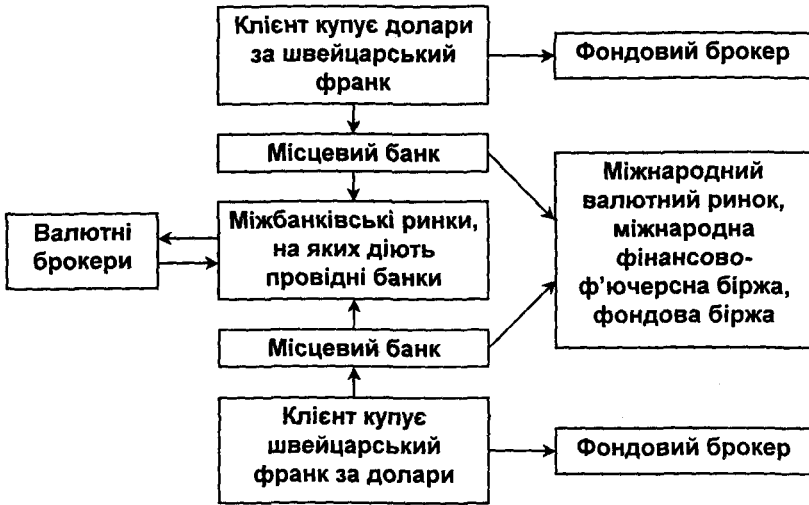 Клієнт купує долари
за швейцарський
франк
Фондовий брокер
Місцевий банк
Міжнародний
валютний ринок,
міжнародна
фінансово-
ф'ючерсна біржа,
фондова біржа
Валютні
брокери
Міжбанківські ринки,
на яких діють
провідні банки
Місцевий банк
Клієнт купує
швейцарський
франк за долари
Фондовий брокер